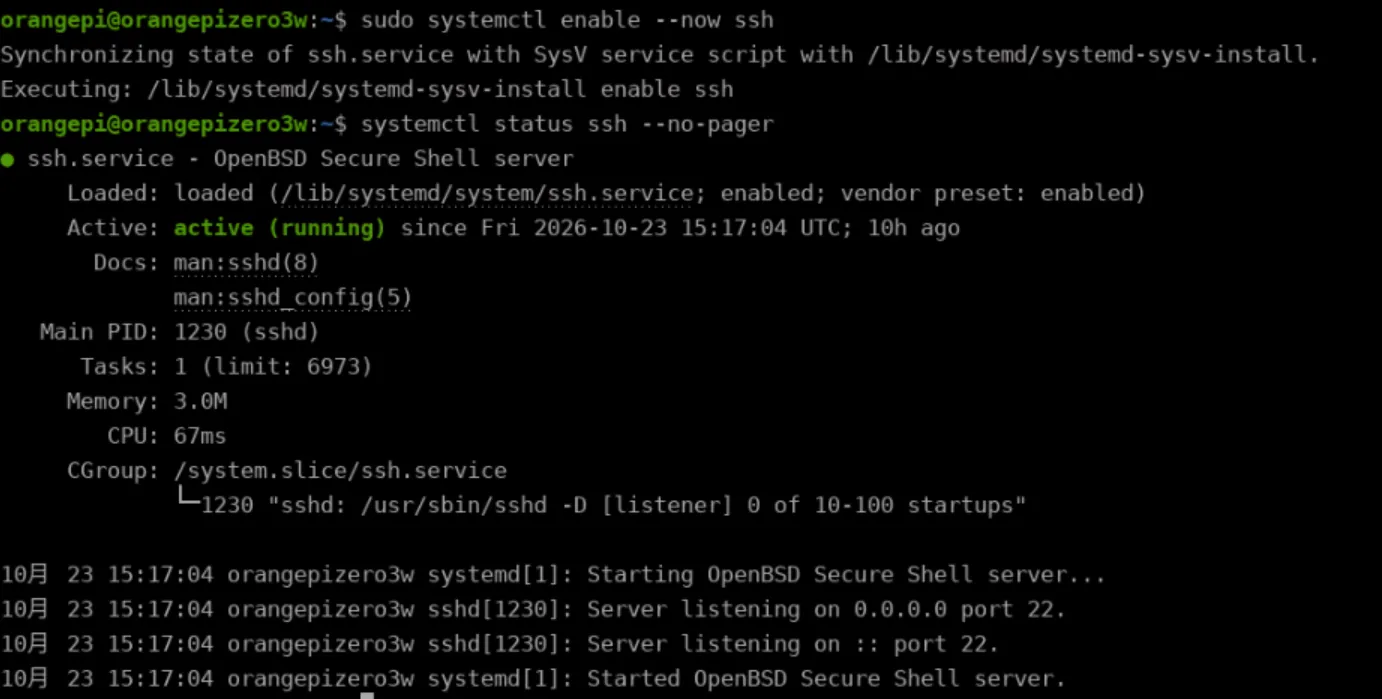 orangepi@orangepizero3w:~$ sudo systemctl enable --now ssh
Synchronizing state of ssh.service with SysV service script with /lib/systemd/systemd-sysv-install.
Executing: /lib/systemd/systemd-sysv-install enable ssh
orangepi@orangepizero3w:~$ systemctl status ssh --no-pager
● ssh.service - OpenBSD Secure Shell server
     Loaded: loaded (/lib/systemd/system/ssh.service; enabled; vendor preset: enabled)
     Active: active (running) since Fri 2026-10-23 15:17:04 UTC; 10h ago
       Docs: man:sshd(8)
             man:sshd_config(5)
   Main PID: 1230 (sshd)
      Tasks: 1 (limit: 6973)
     Memory: 3.0M
        CPU: 67ms
     CGroup: /system.slice/ssh.service
             └─1230 "sshd: /usr/sbin/sshd -D [listener] 0 of 10-100 startups"
10月 23 15:17:04 orangepizero3w systemd[1]: Starting OpenBSD Secure Shell server...
10月 23 15:17:04 orangepizero3w sshd[1230]: Server listening on 0.0.0.0 port 22.
10月 23 15:17:04 orangepizero3w sshd[1230]: Server listening on :: port 22.
10月 23 15:17:04 orangepizero3w systemd[1]: Started OpenBSD Secure Shell server.